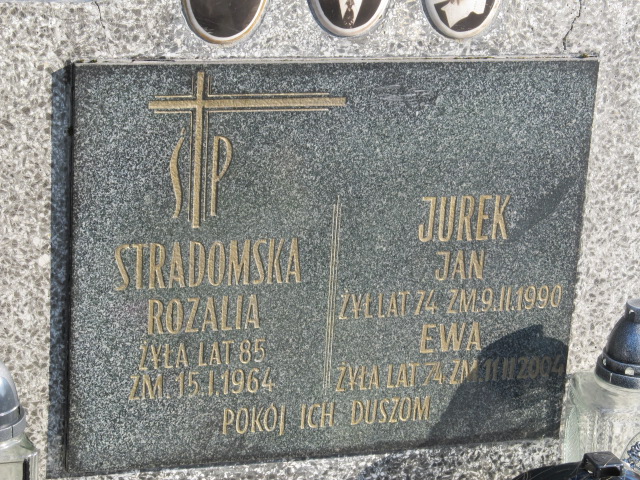 ŚP
STRADOMSKA
ROZALIA
ŻYŁA LAT 85
ZM. 15.I.1964
JUREK
JAN
ŻYŁ LAT 74 ZM.9.II.1990
EWA
ŻYŁA LAT 74 ZM.11.II 2004
POKÓJ ICH DUSZOM